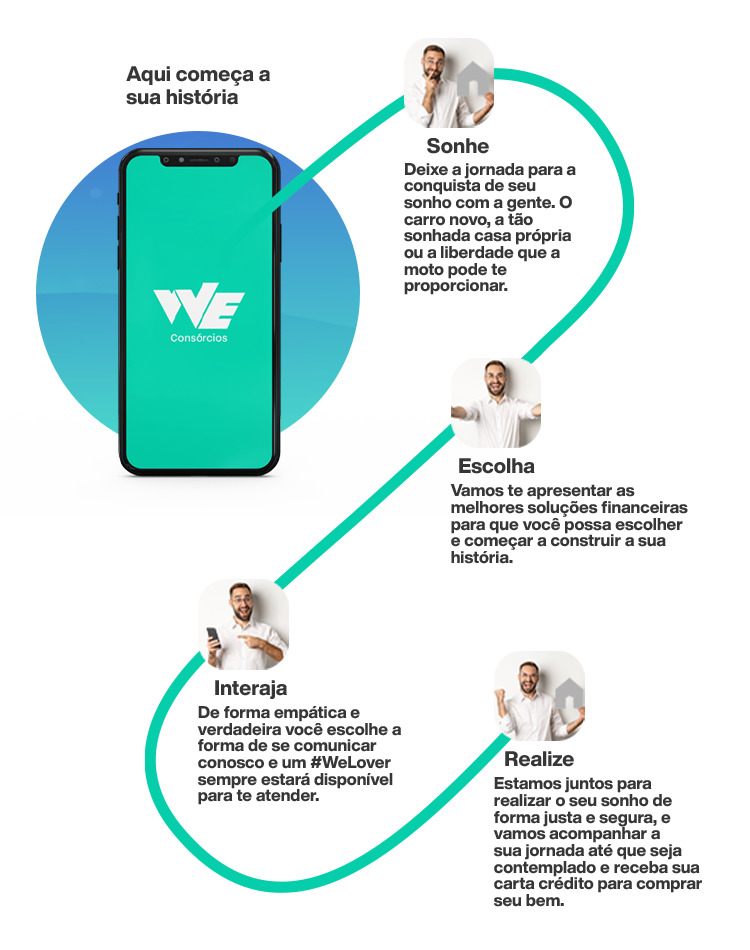 Aqui começa a
sua história
WE
Consórcios
Sonhe
Deixe a jornada para a
conquista de seu
sonho com a gente. O
carro novo, a tão
sonhada casa própria
ou a liberdade que a
moto pode te
proporcionar.
Escolha
Vamos te apresentar as
melhores soluções financeiras
para que você possa escolher
e começar a construir a sua
história.
Interaja
De forma empática e
verdadeira você escolhe a
forma de se comunicar
conosco e um #WeLover
sempre estará disponível
para te atender.
Realize
Estamos juntos para
realizar o seu sonho de
forma justa e segura, e
vamos acompanhar a
sua jornada até que seja
contemplado e receba sua
carta crédito para comprar
seu bem.